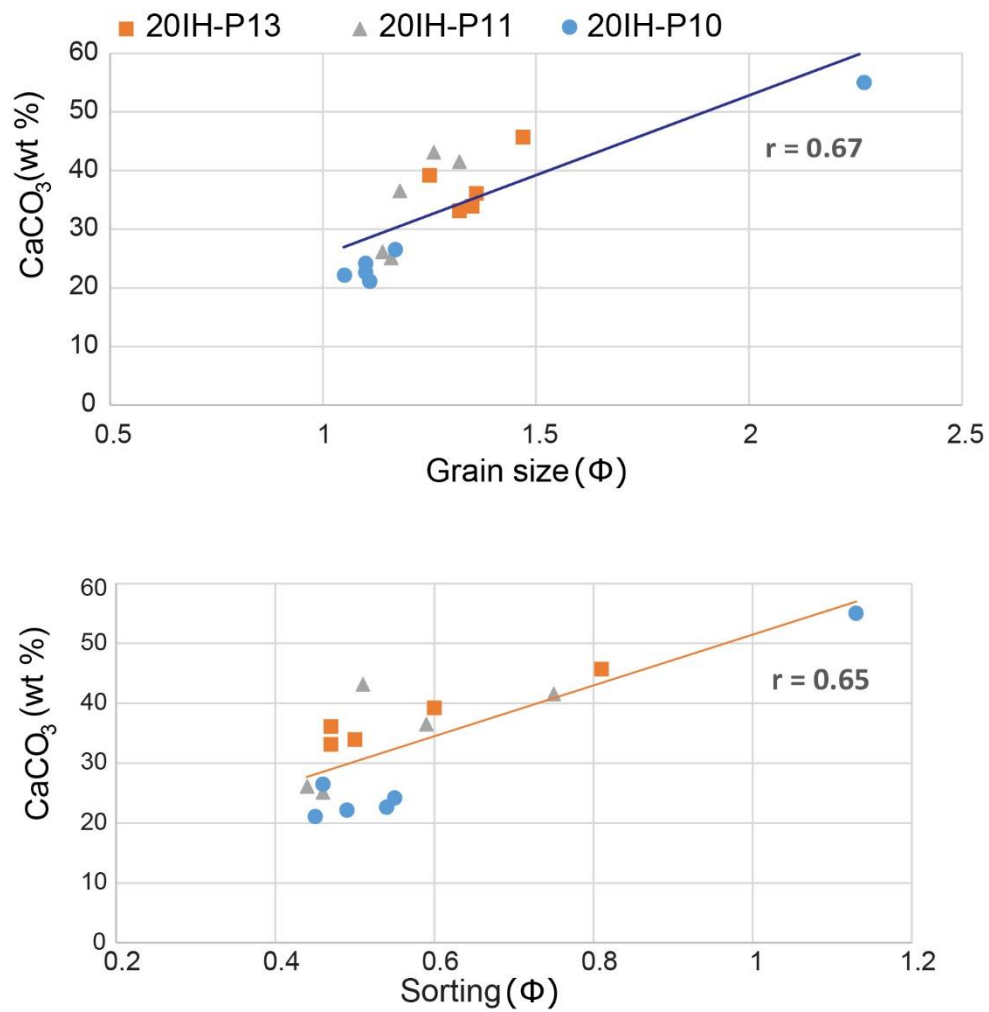 20IH-P13 20IH-P11 20IH-P10
60
50
40
30
20
10
0
CaCO₃(wt %)
r = 0.67
0.5 1 1.5 2 2.5
Grain size(Φ)
60
50
40
30
20
10
0
CaCO₃(wt %)
r = 0.65
0.2 0.4 0.6 0.8 1 1.2
Sorting(Φ)